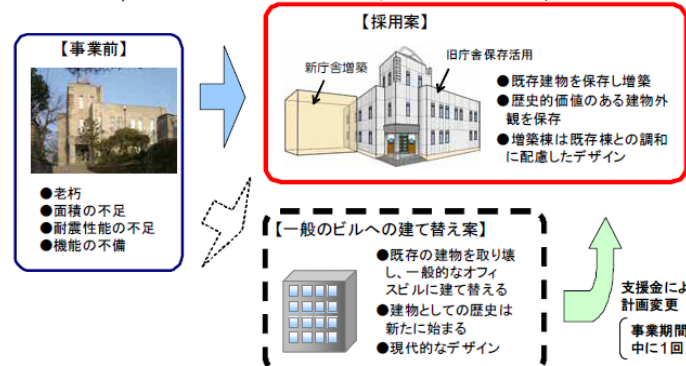 【事業前】
●老朽
●面積の不足
●耐震性能の不足
●機能の不備
【採用案】
新庁舎増築
旧庁舎保存活用
●既存建物を保存し増築
●歴史的価値のある建物外
観を保存
●増築棟は既存棟との調和
に配慮したデザイン
【一般のビルへの建て替え案】
●既存の建物を取り壊
し、一般的なオフィ
スビルに建て替える
●建物としての歴史は
新たに始まる
●現代的なデザイン
支援金によ
計画変更
事業期間
中に1回